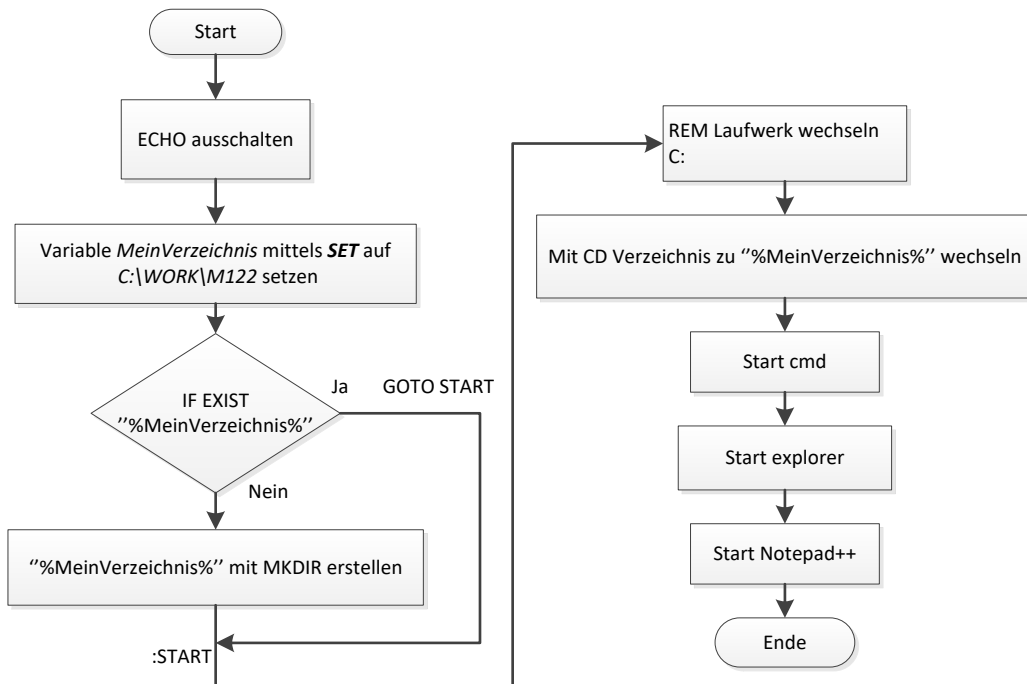 Start
ECHO ausschalten
Variable MeinVerzeichnis mittels SET auf
C:\WORK\M122 setzen
IF EXIST
‘’%MeinVerzeichnis%’’
Ja
GOTO START
Nein
‘’%MeinVerzeichnis%’’ mit MKDIR erstellen
:START
REM Laufwerk wechseln
C:
Mit CD Verzeichnis zu ‘’%MeinVerzeichnis%’’ wechseln
Start cmd
Start explorer
Start Notepad++
Ende